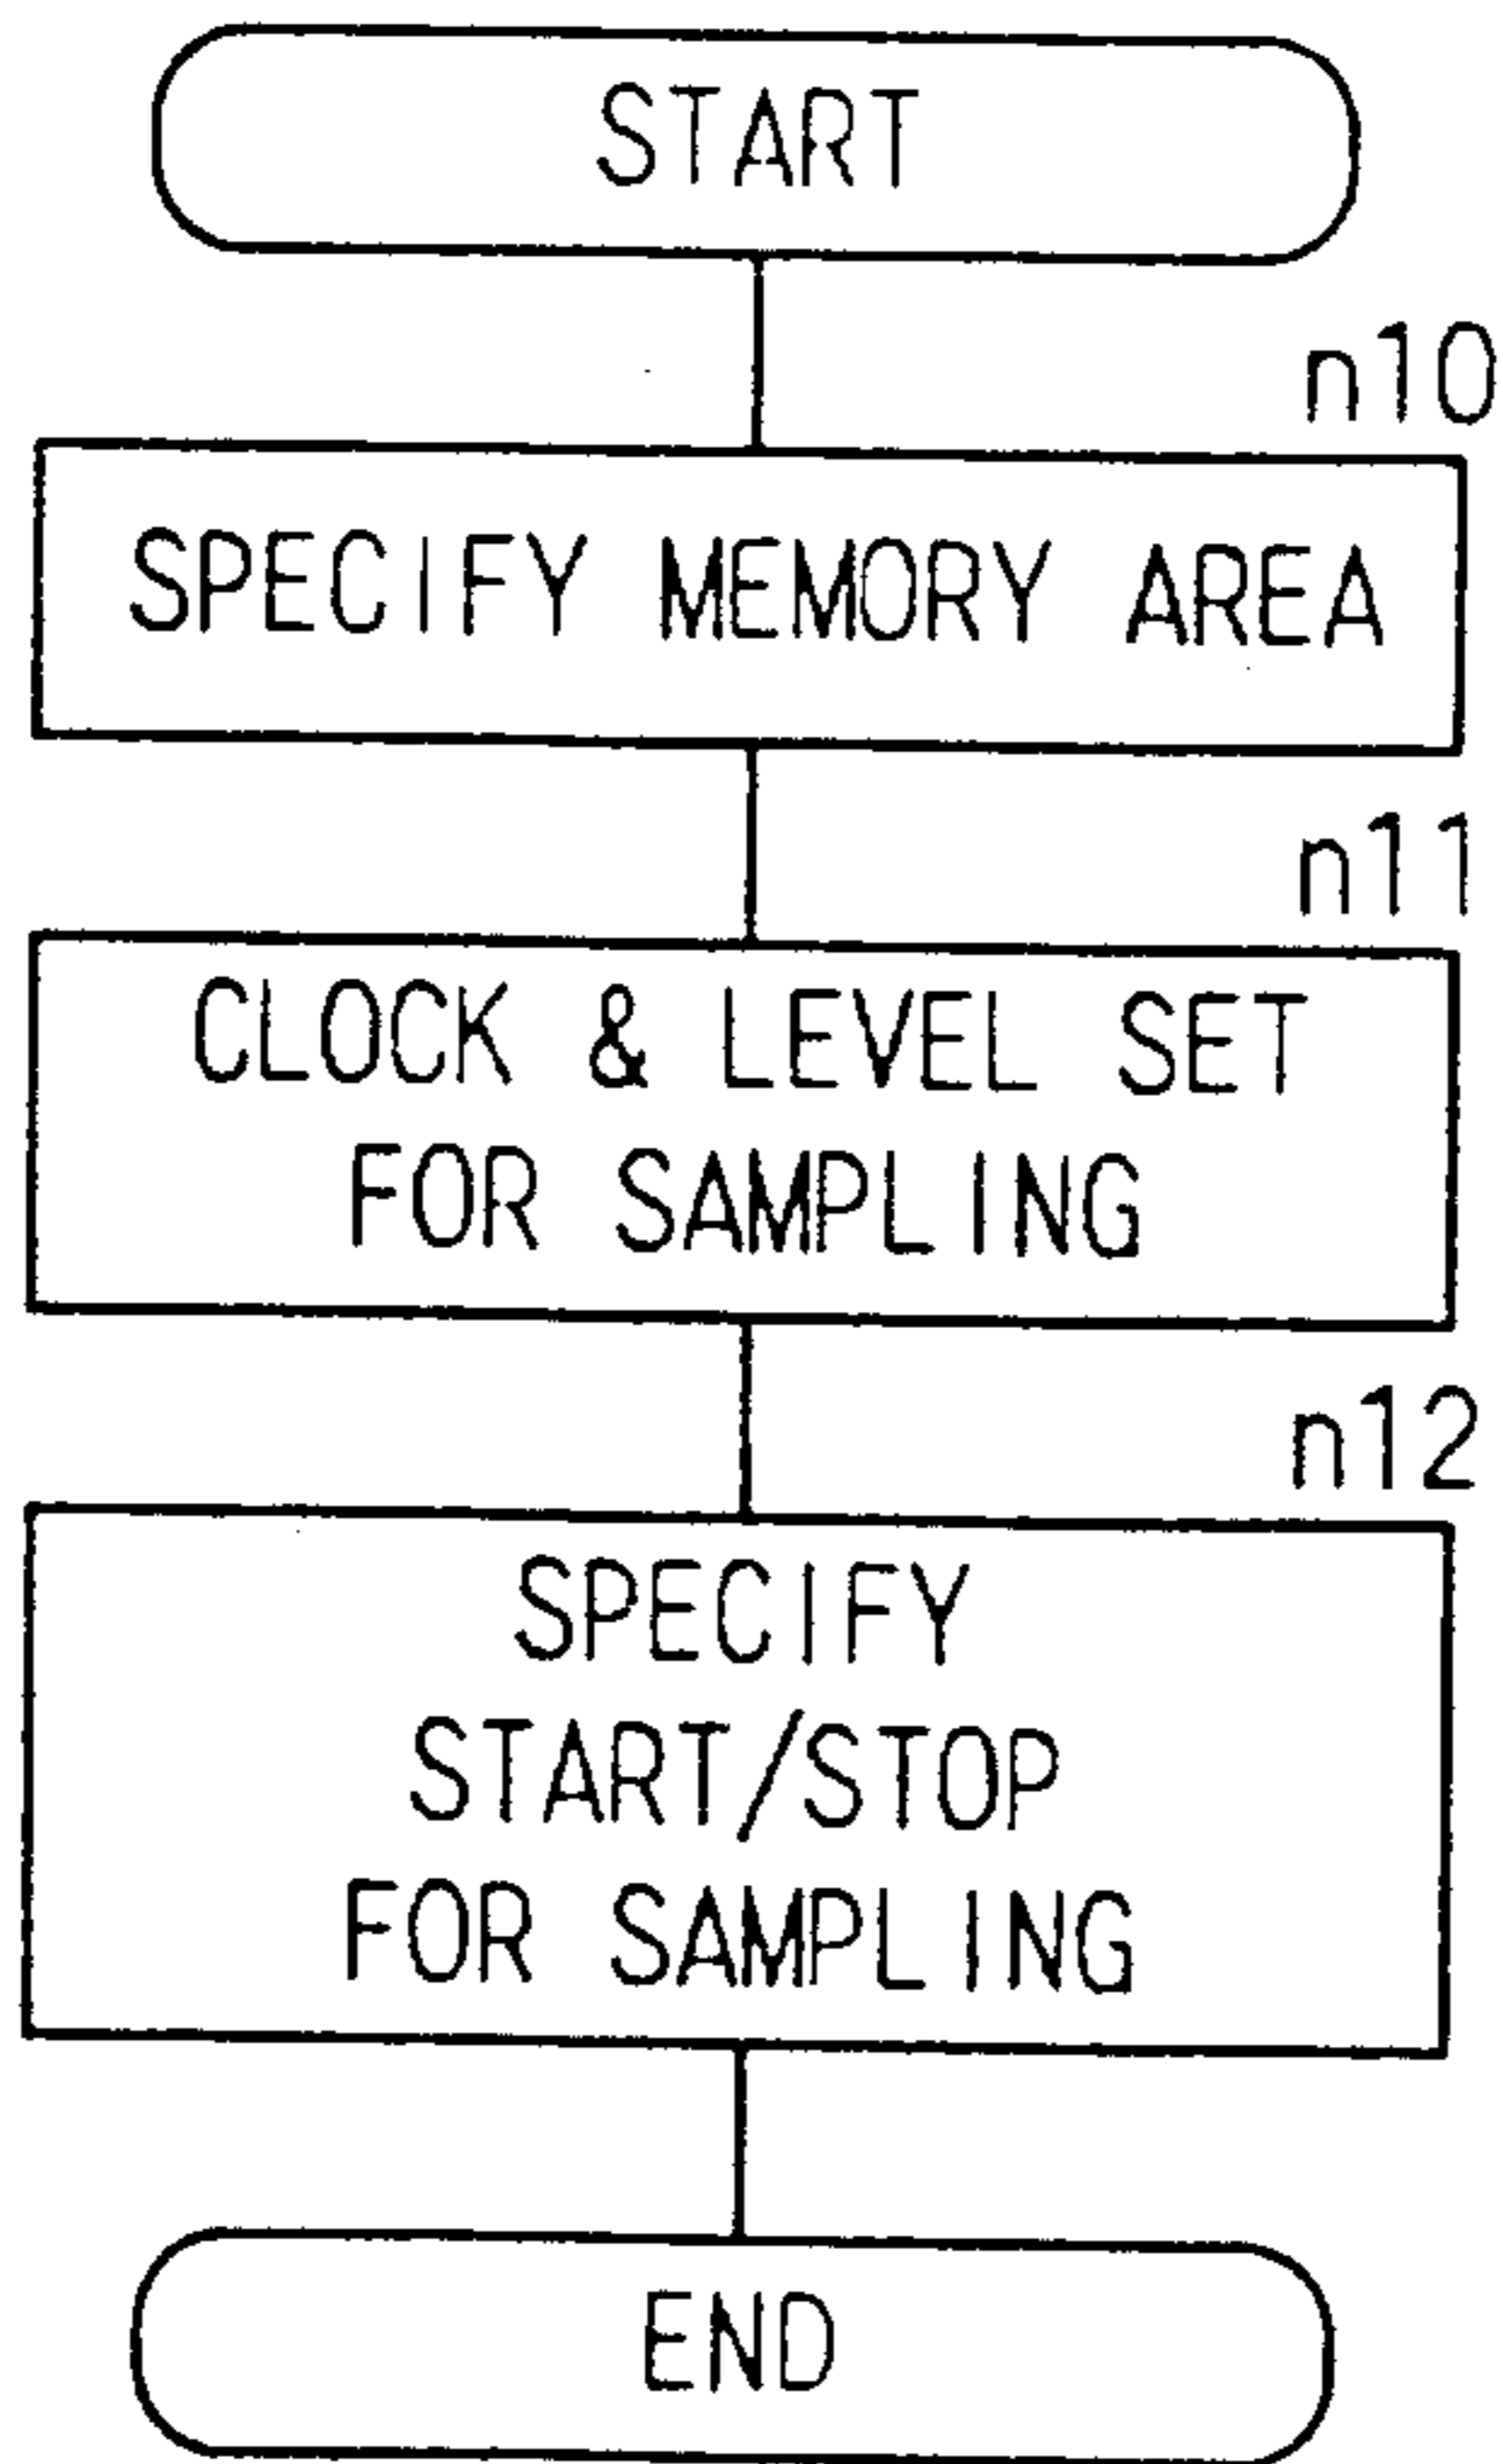 START
n10
SPECIFY MEMORY AREA
n11
CLOCK & LEVEL SET
FOR SAMPLING
n12
SPECIFY
START/STOP
FOR SAMPLING
END